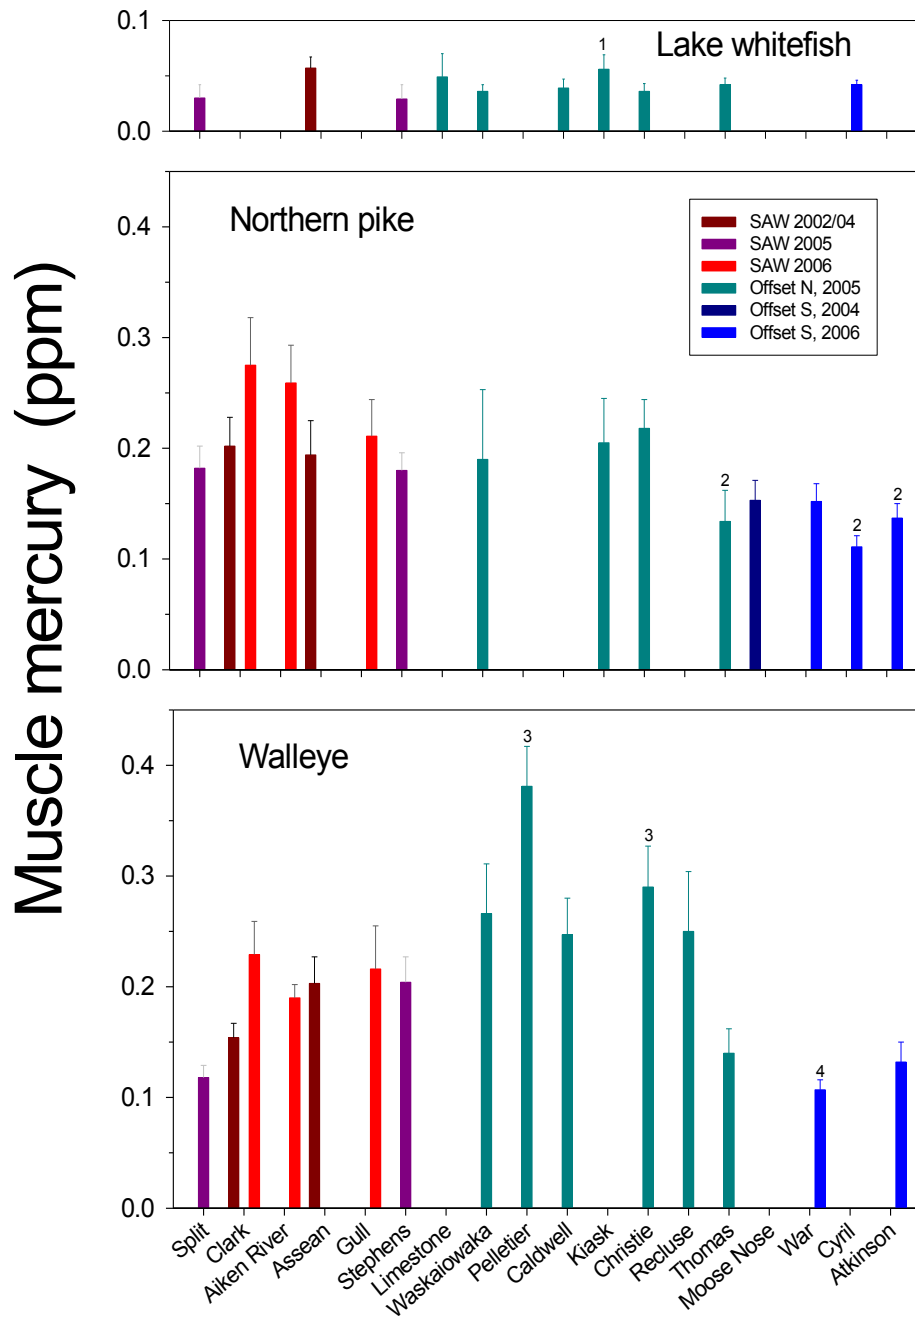 0.1
0.0
1
Lake whitefish
Muscle mercury (ppm)
0.4
0.3
0.2
0.1
0.0
Northern pike
SAW 2002/04
SAW 2005
SAW 2006
Offset N, 2005
Offset S, 2004
Offset S, 2006
2
2
2
0.4
0.3
0.2
0.1
0.0
Walleye
3
3
4
Split
Clark
Aiken River
Assean
Gull
Stephens
Limestone
Waskaiowaka
Pelletier
Caldwell
Kiask
Christie
Recluse
Thomas
Moose Nose
War
Cyril
Atkinson